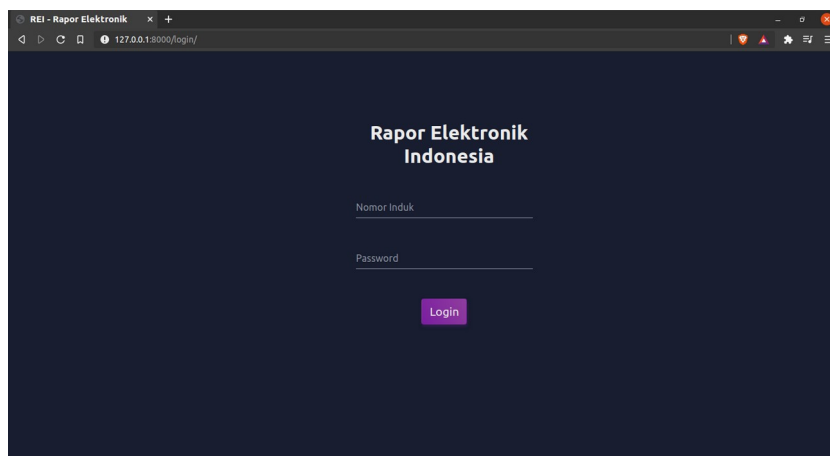 REI - Rapor Elektronik
127.0.0.1:8000/login/
Rapor Elektronik
Indonesia
Nomor Induk
Password
Login